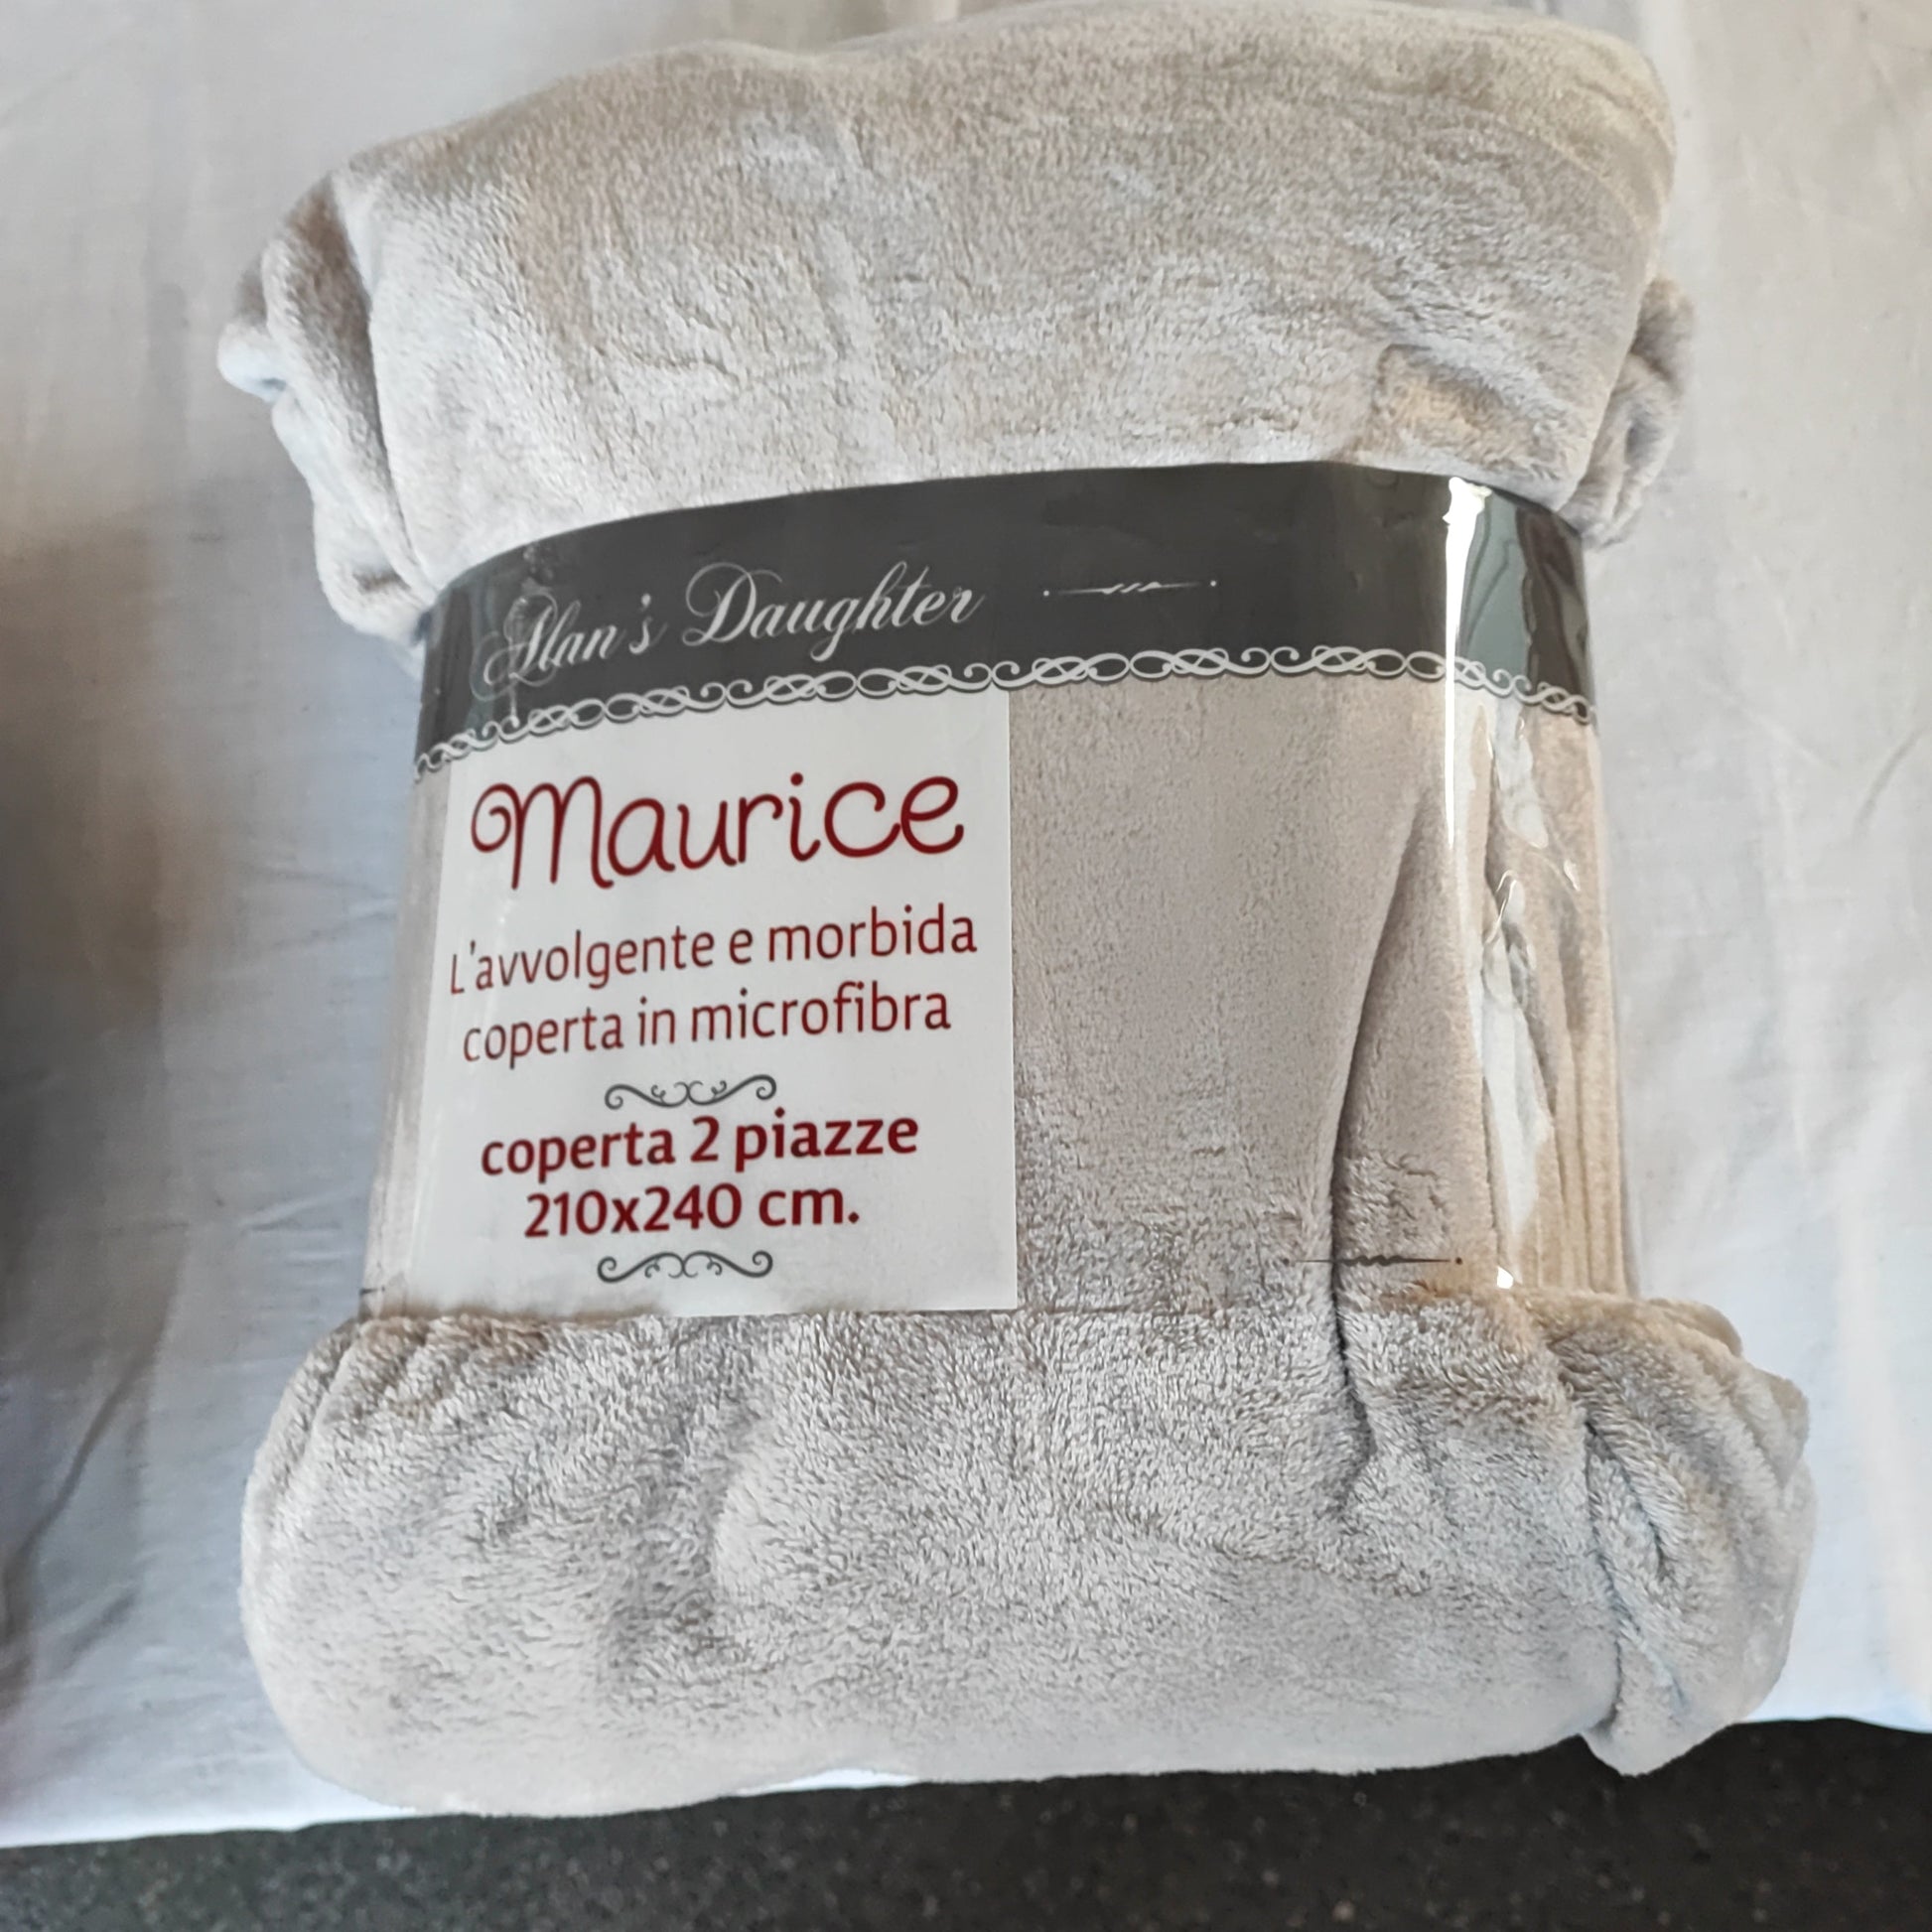 Alan's Daughter
Maurice
L'avvolgente e morbida
coperta in microfibra
coperta 2 piazze
210x240 cm.